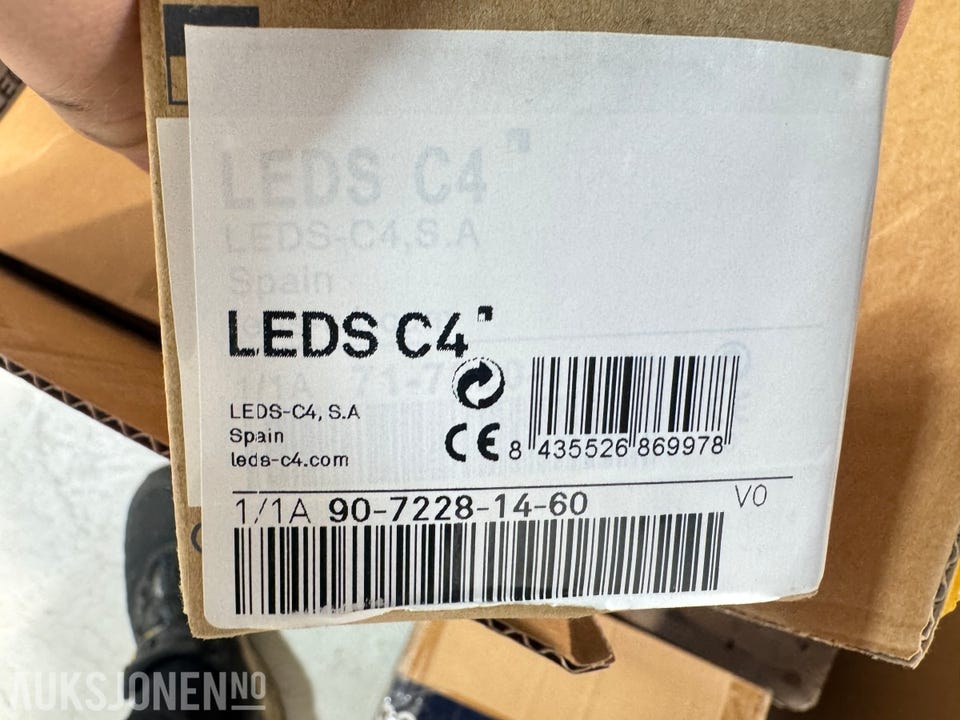 LEDS C4
LEDS-C4,S.A
Spain
LEDS C4
LEDS-C4, S.A
Spain
leds-c4.com
CE
8 435526 869978
1/1A 90-7228-14-60
V0
AUKSJONEN NO